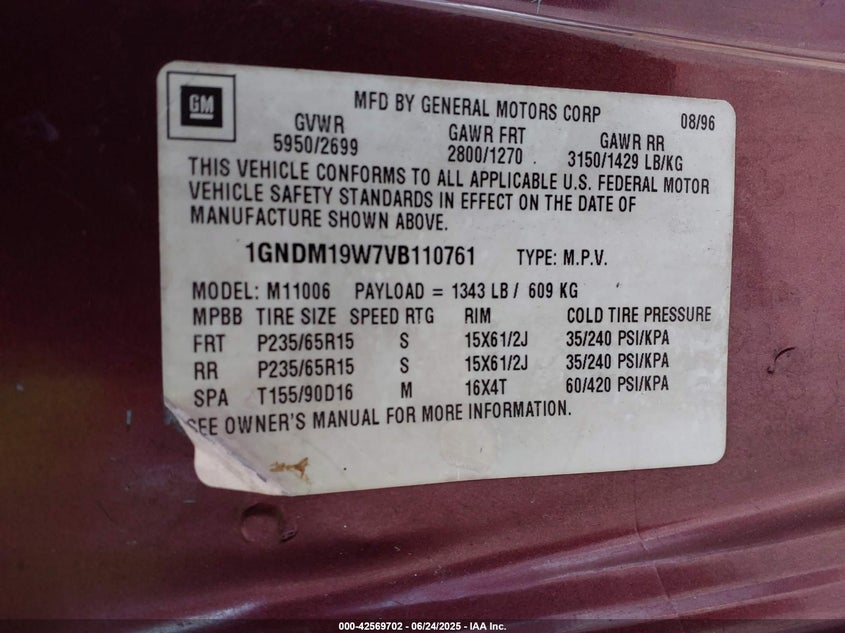 GM
MFD BY GENERAL MOTORS CORP 08/96
GVWR GAWR FRT GAWR RR
5950/2699 2800/1270 3150/1429 LB/KG
THIS VEHICLE CONFORMS TO ALL APPLICABLE U.S. FEDERAL MOTOR
VEHICLE SAFETY STANDARDS IN EFFECT ON THE DATE OF
MANUFACTURE SHOWN ABOVE.
1GNDM19W7VB110761 TYPE: M.P.V.
MODEL: M11006 PAYLOAD = 1343 LB / 609 KG
MPBB TIRE SIZE SPEED RTG RIM COLD TIRE PRESSURE
FRT P235/65R15 S 15X61/2J 35/240 PSI/KPA
RR P235/65R15 S 15X61/2J 35/240 PSI/KPA
SPA T155/90D16 M 16X4T 60/420 PSI/KPA
SEE OWNER'S MANUAL FOR MORE INFORMATION.
000-42569702 - 06/24/2025 - IAA Inc.